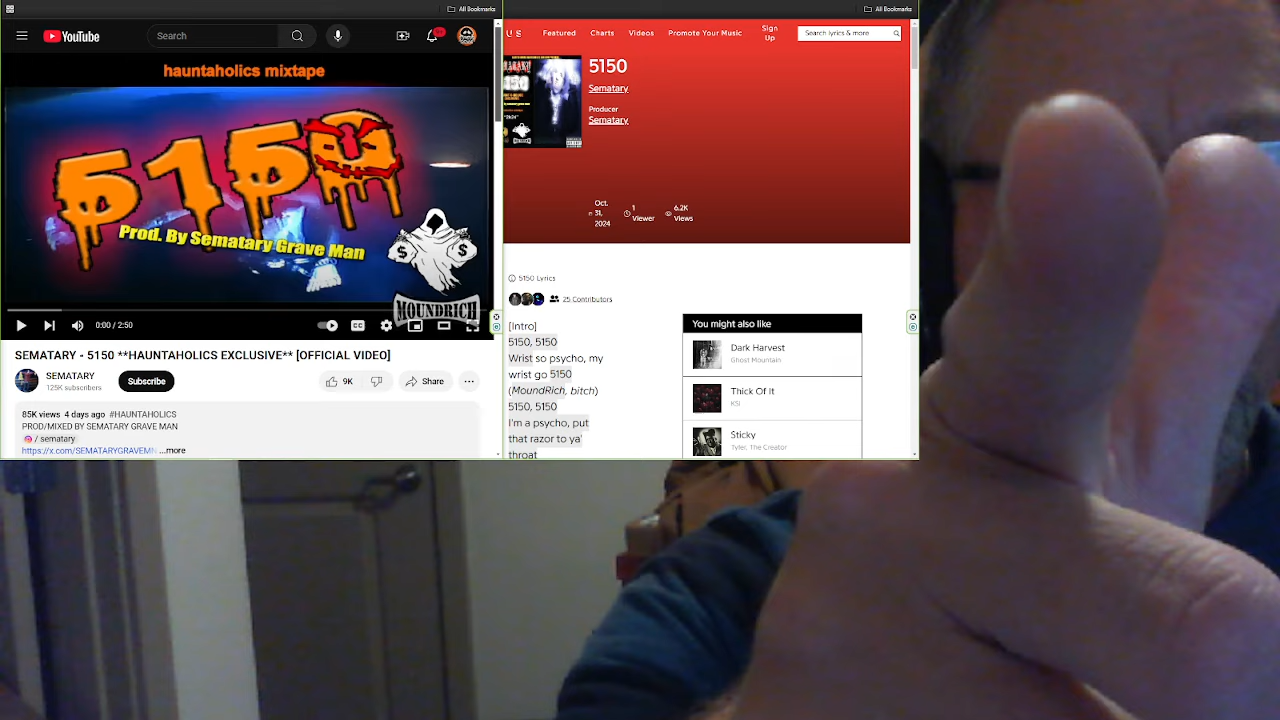 All Bookmarks
YouTube
Search
hauntaholics mixtape
5150
Prod. By Sematary Grave Man
$ $
MOUNDRICH
0:00 / 2:50
CC
SEMATARY - 5150 **HAUNTAHOLICS EXCLUSIVE** [OFFICIAL VIDEO]
SEMATARY
125K subscribers
Subscribe
9K
Share
85K views 4 days ago #HAUNTAHOLICS
PROD/MIXED BY SEMATARY GRAVE MAN
/ sematary
https://x.com/SEMATARYGRAVEMN ...more
All Bookmarks
U S
Featured
Charts
Videos
Promote Your Music
Sign
Up
Search lyrics & more
5150
Sematary
Producer
Sematary
Oct.
31,
2024
1
Viewer
6.2K
Views
5150 Lyrics
25 Contributors
[Intro]
5150, 5150
Wrist so psycho, my
wrist go 5150
(MoundRich, bitch)
5150, 5150
I'm a psycho, put
that razor to ya'
throat
You might also like
Dark Harvest
Ghost Mountain
Thick Of It
KSI
Sticky
Tyler, The Creator